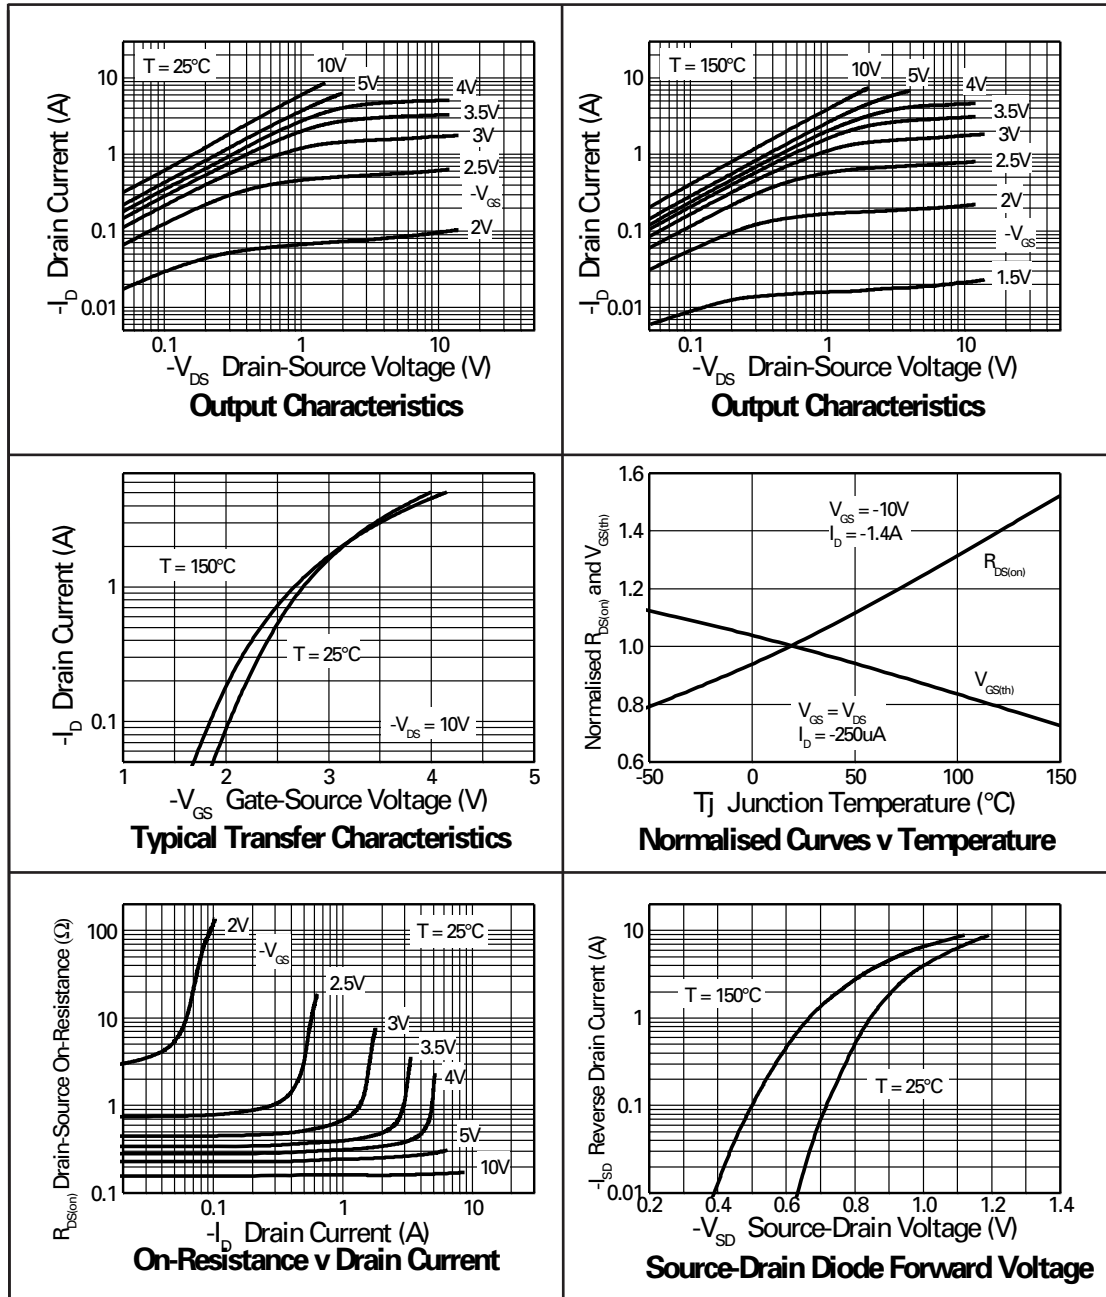 T = 25°C
10V
5V
4V
3.5V
3V
2.5V
-VGS
2V
10
1
0.1
0.01
-ID Drain Current (A)
0.1
1
10
-VDS Drain-Source Voltage (V)
Output Characteristics
T = 150°C
10V
5V
4V
3.5V
3V
2.5V
2V
-VGS
1.5V
10
1
0.1
0.01
-ID Drain Current (A)
0.1
1
10
-VDS Drain-Source Voltage (V)
Output Characteristics
T = 150°C
T = 25°C
-VDS = 10V
1
0.1
-ID Drain Current (A)
1 2 3 4 5
-VGS Gate-Source Voltage (V)
Typical Transfer Characteristics
1.6
1.4
1.2
1.0
0.8
0.6
Normalised RDS(on) and VGS(th)
VGS = -10V
ID = -1.4A
RDS(on)
VGS(th)
VGS = VDS
ID = -250uA
-50 0 50 100 150
Tj Junction Temperature (°C)
Normalised Curves v Temperature
RDS(on) Drain-Source On-Resistance (Ω)
100
10
1
0.1
2V
-VGS
T = 25°C
2.5V
3V
3.5V
4V
5V
10V
0.1 1 10
-ID Drain Current (A)
On-Resistance v Drain Current
-ISD Reverse Drain Current (A)
10
1
0.1
0.01
T = 150°C
T = 25°C
0.2 0.4 0.6 0.8 1.0 1.2 1.4
-VSD Source-Drain Voltage (V)
Source-Drain Diode Forward Voltage